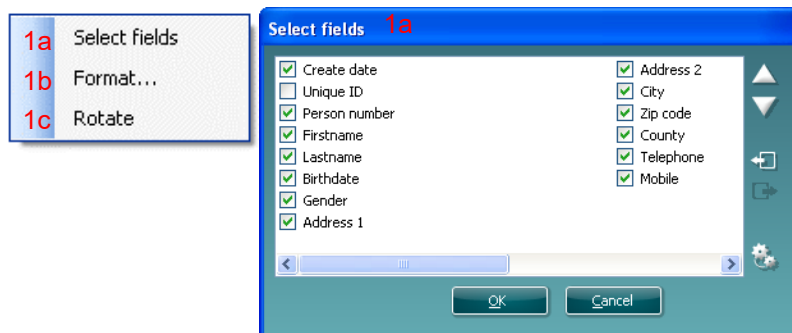 1a Select fields
1b Format...
1c Rotate
Select fields 1a
Create date
Unique ID
Person number
Firstname
Lastname
Birthdate
Gender
Address 1
Address 2
City
Zip code
County
Telephone
Mobile
OK Cancel